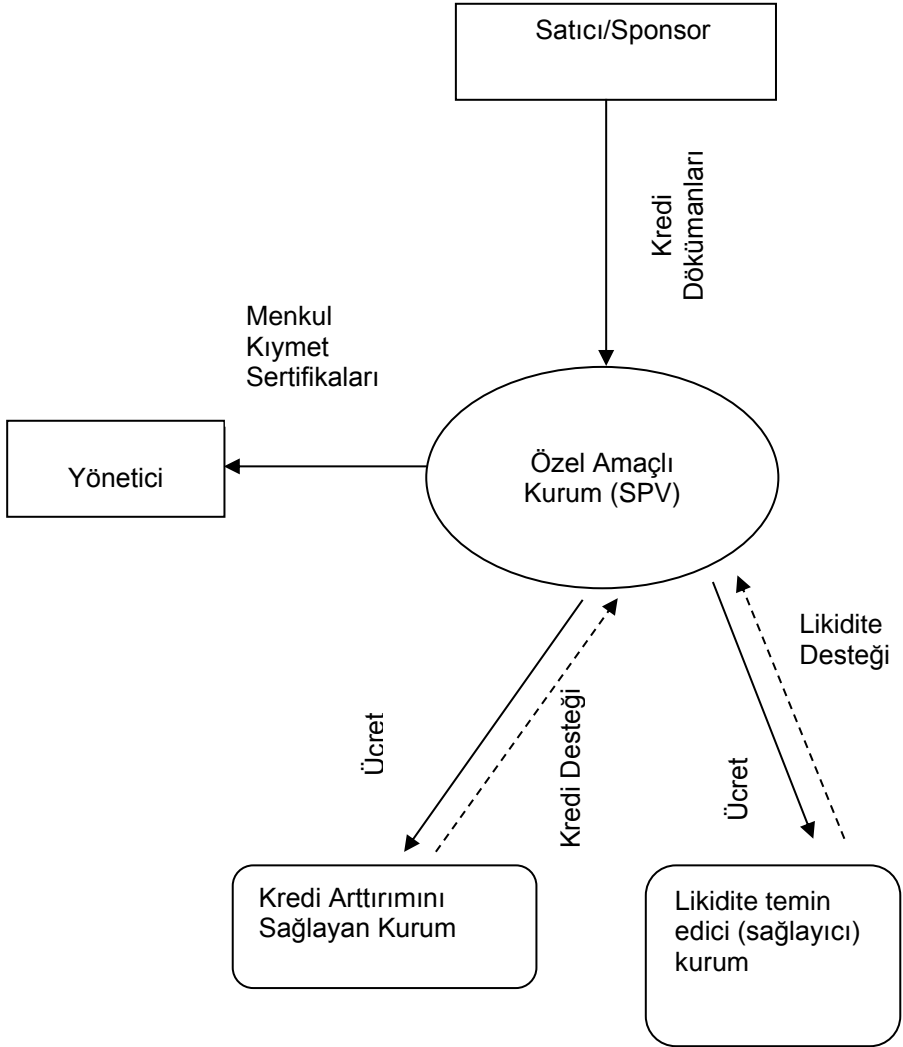 Satıcı/Sponsor
Kredi
Dökümanları
Menkul
Kıymet
Sertifikaları
Yönetici
Özel Amaçlı
Kurum (SPV)
Likidite
Desteği
Ücret
Kredi Desteği
Ücret
Kredi Arttırımını
Sağlayan Kurum
Likidite temin
edici (sağlayıcı)
kurum